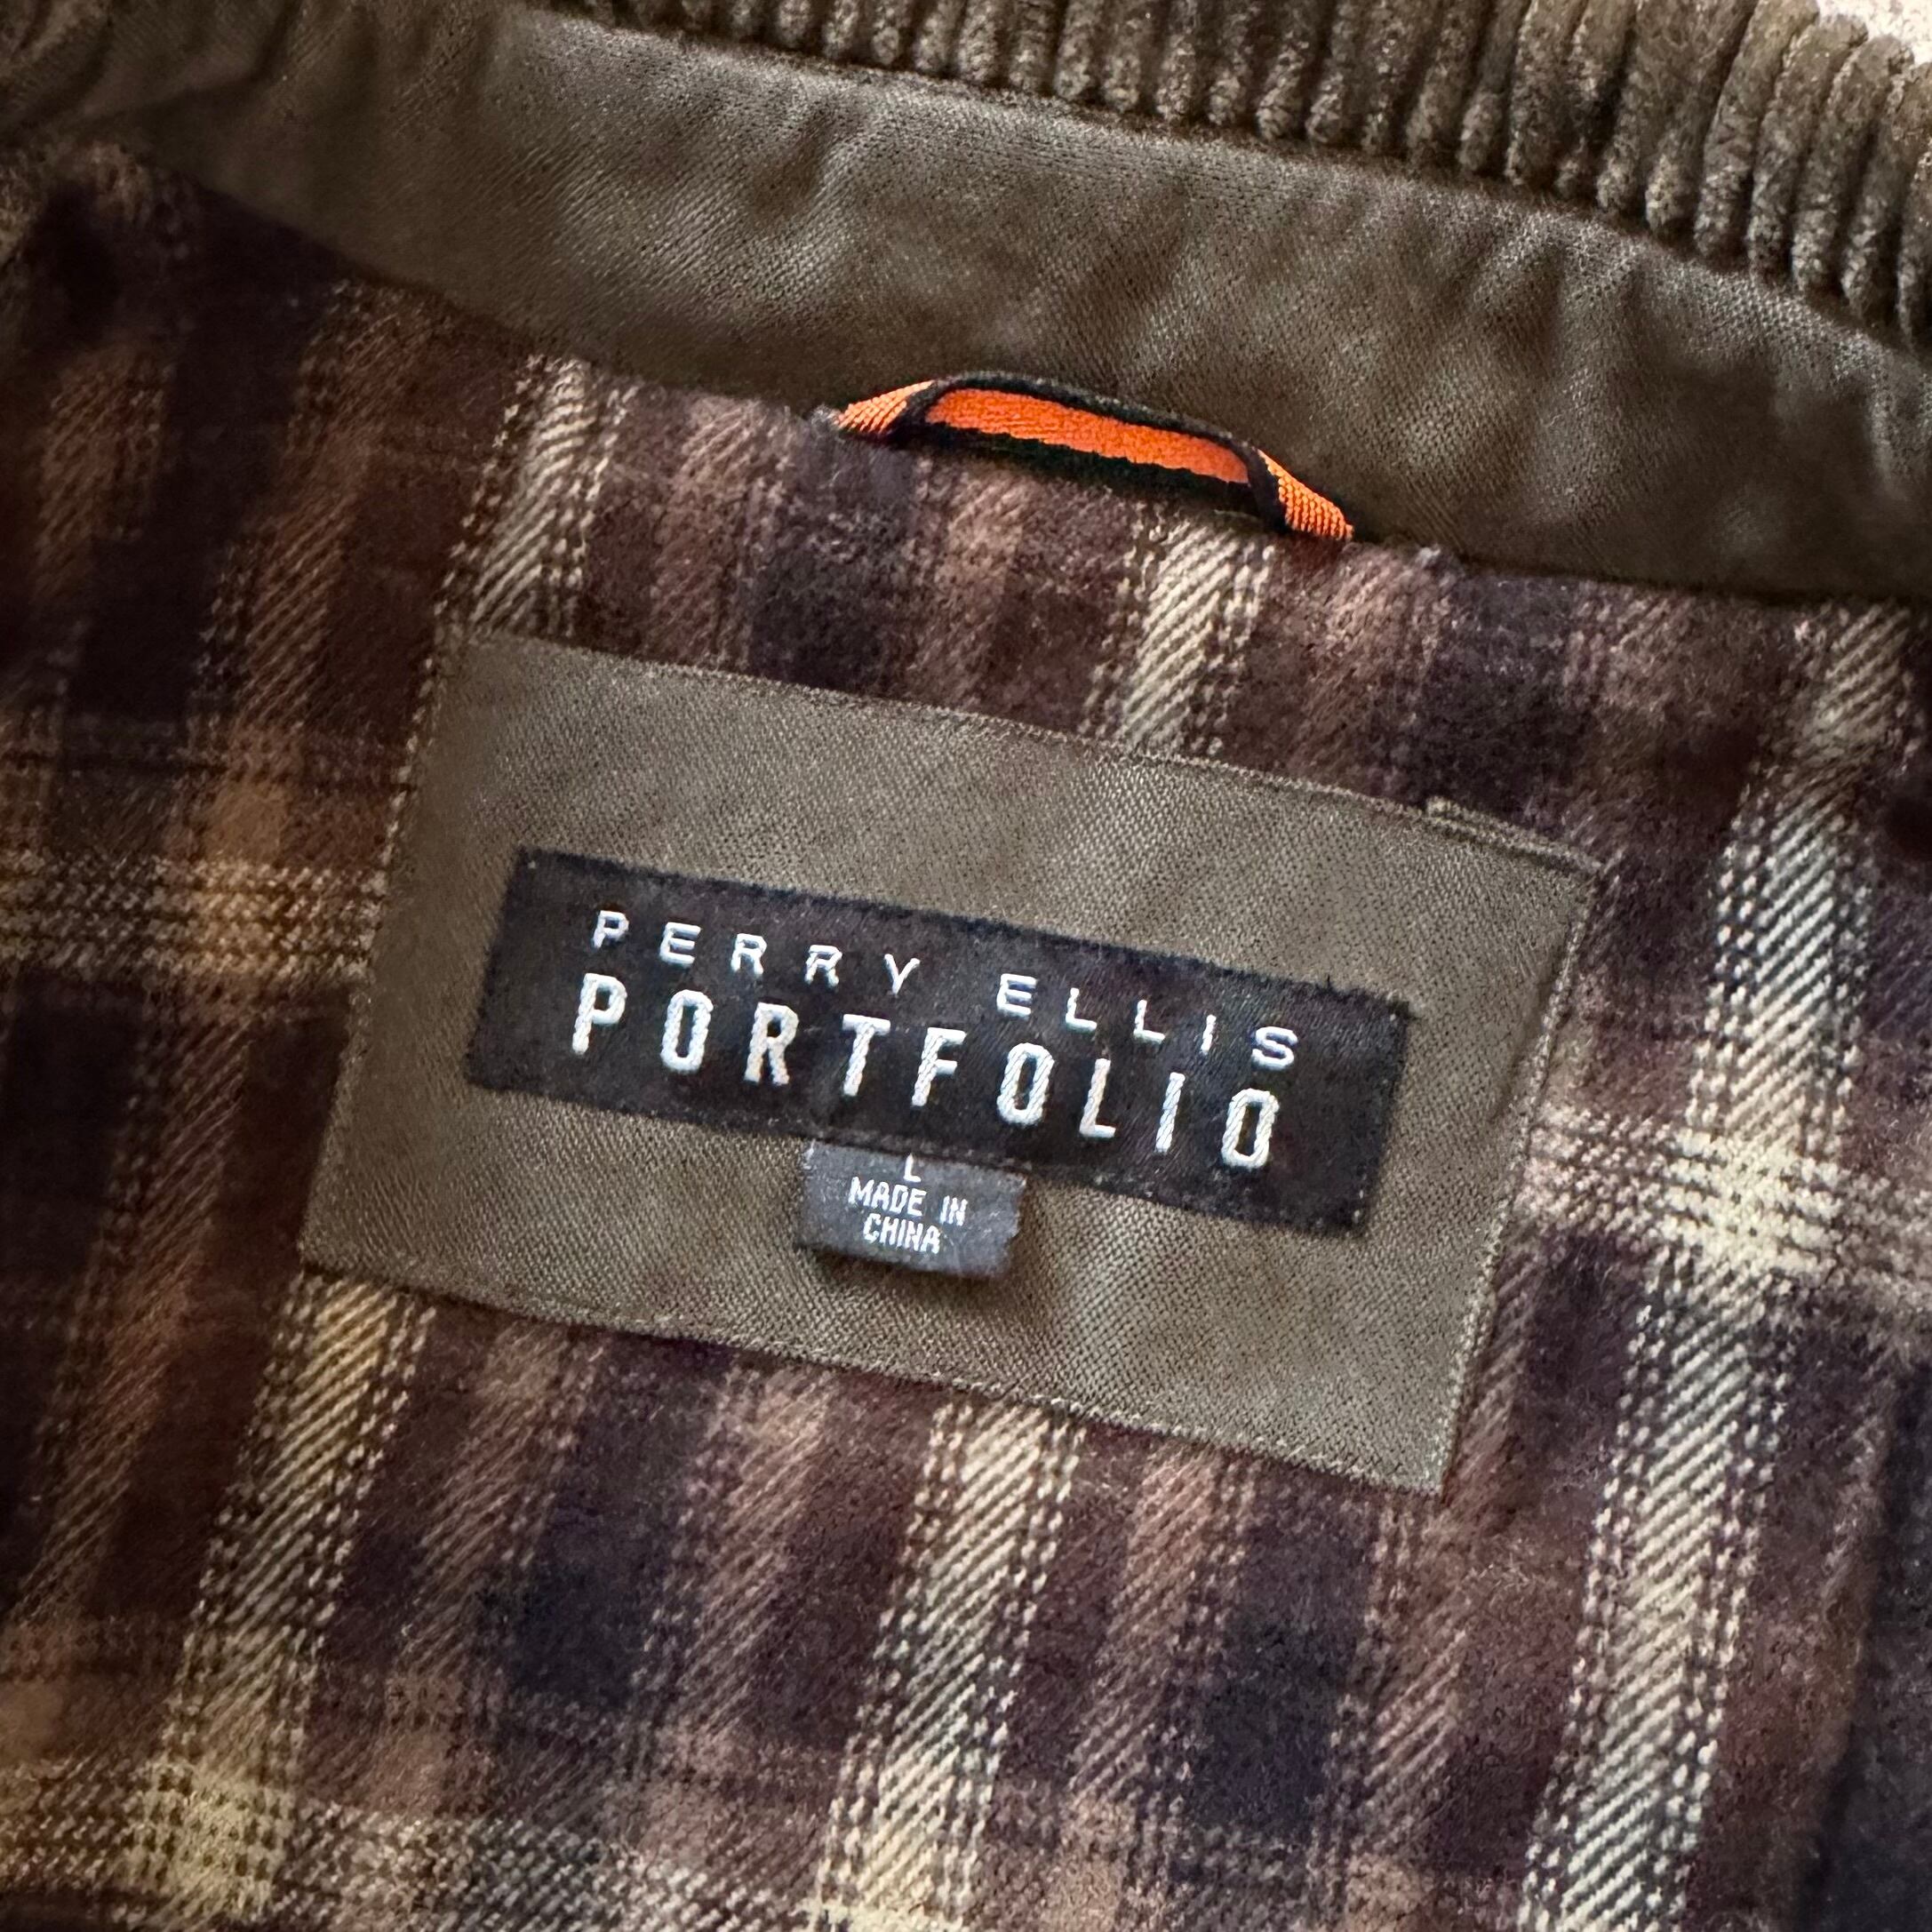 PERRY ELLIS
PORTFOLIO
L
MADE IN
CHINA